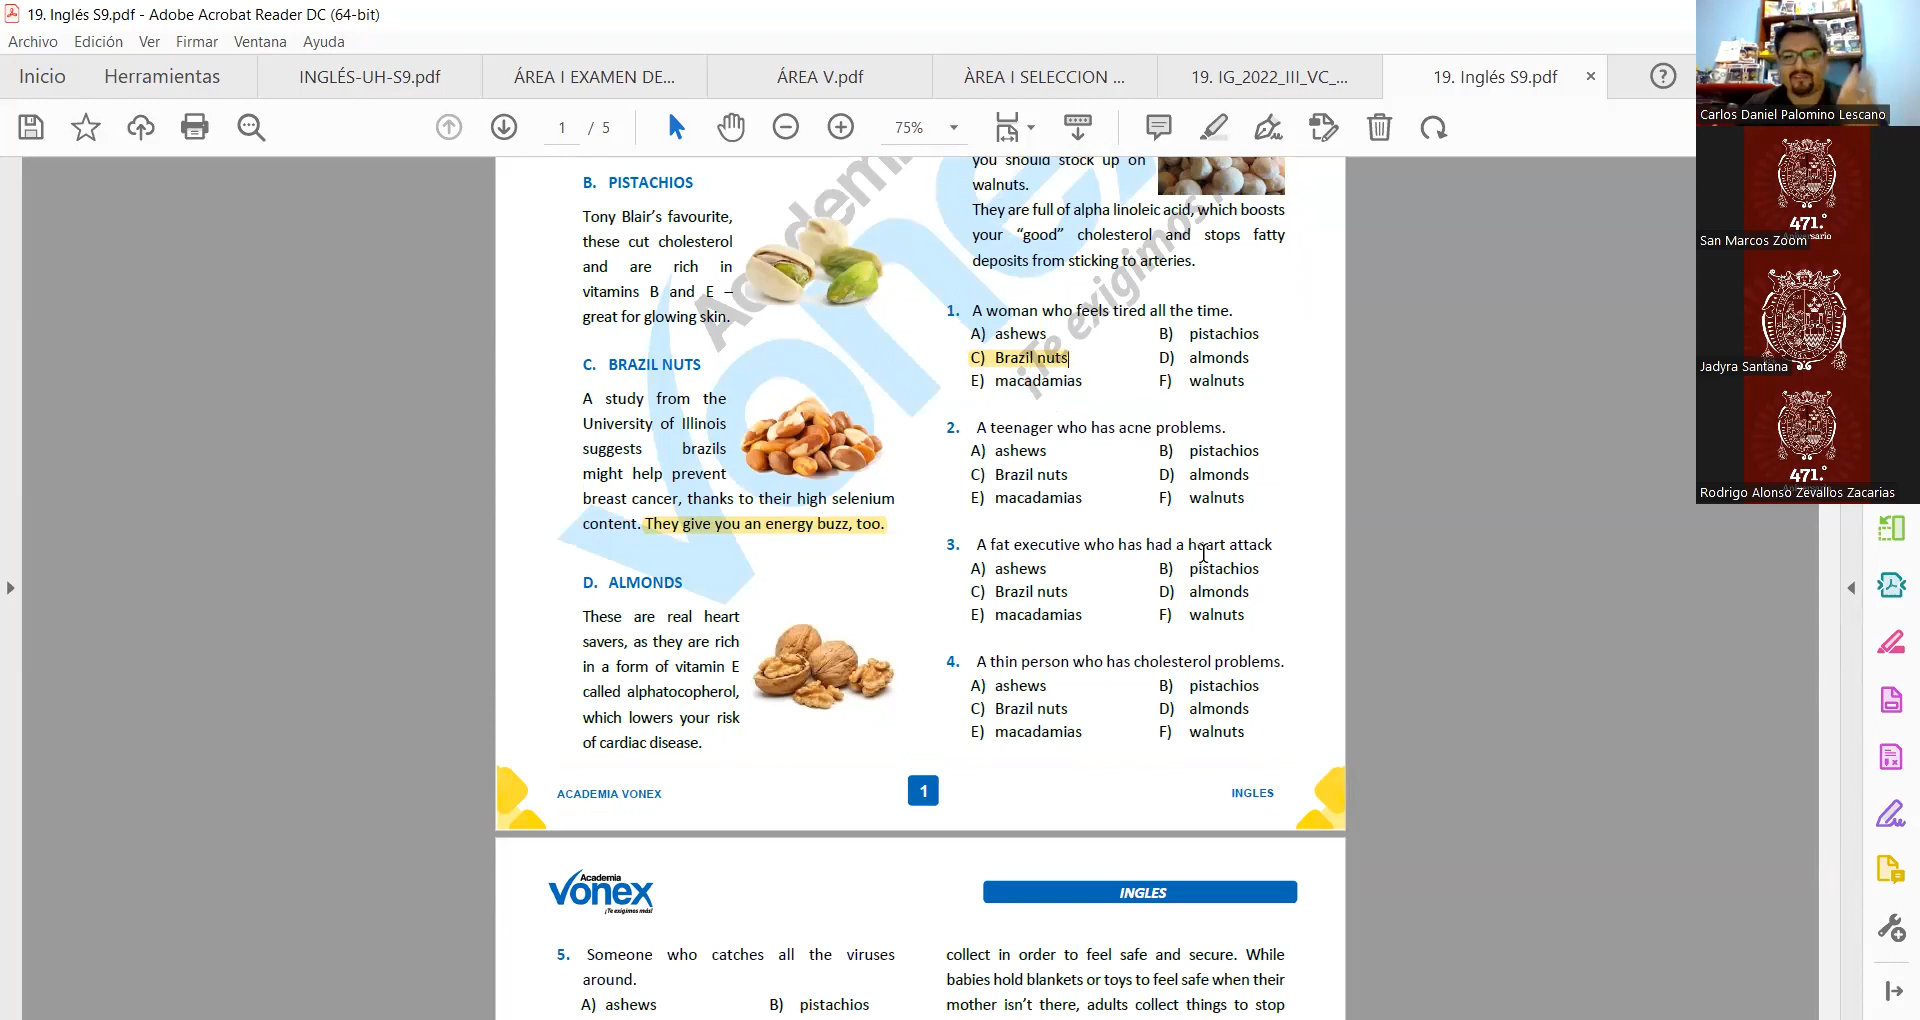 19. Inglés S9.pdf - Adobe Acrobat Reader DC (64-bit)
Archivo Edición Ver Firmar Ventana Ayuda
Inicio Herramientas INGLÉS-UH-S9.pdf ÁREA I EXAMEN DE... ÁREA V.pdf ÀREA I SELECCION ... 19. IG_2022_III_VC_... 19. Inglés S9.pdf
1 / 5 75%
B. PISTACHIOS
Tony Blair's favourite,
these cut cholesterol
and are rich in
vitamins B and E –
great for glowing skin.
C. BRAZIL NUTS
A study from the
University of Illinois
suggests brazils
might help prevent
breast cancer, thanks to their high selenium
content. They give you an energy buzz, too.
D. ALMONDS
These are real heart
savers, as they are rich
in a form of vitamin E
called alphatocopherol,
which lowers your risk
of cardiac disease.
you should stock up on
walnuts.
They are full of alpha linoleic acid, which boosts
your “good” cholesterol and stops fatty
deposits from sticking to arteries.
1. A woman who feels tired all the time.
A) ashews B) pistachios
C) Brazil nuts D) almonds
E) macadamias F) walnuts
2. A teenager who has acne problems.
A) ashews B) pistachios
C) Brazil nuts D) almonds
E) macadamias F) walnuts
3. A fat executive who has had a heart attack
A) ashews B) pistachios
C) Brazil nuts D) almonds
E) macadamias F) walnuts
4. A thin person who has cholesterol problems.
A) ashews B) pistachios
C) Brazil nuts D) almonds
E) macadamias F) walnuts
ACADEMIA VONEX 1 INGLES
Academia
vonex
¡Te exigimos más!
INGLES
5. Someone who catches all the viruses
around.
A) ashews B) pistachios
collect in order to feel safe and secure. While
babies hold blankets or toys to feel safe when their
mother isn't there, adults collect things to stop
Carlos Daniel Palomino Lescano
471.°
San Marcos Zoom
Jadyra Santana
471.°
Rodrigo Alonso Zevallos Zacarias